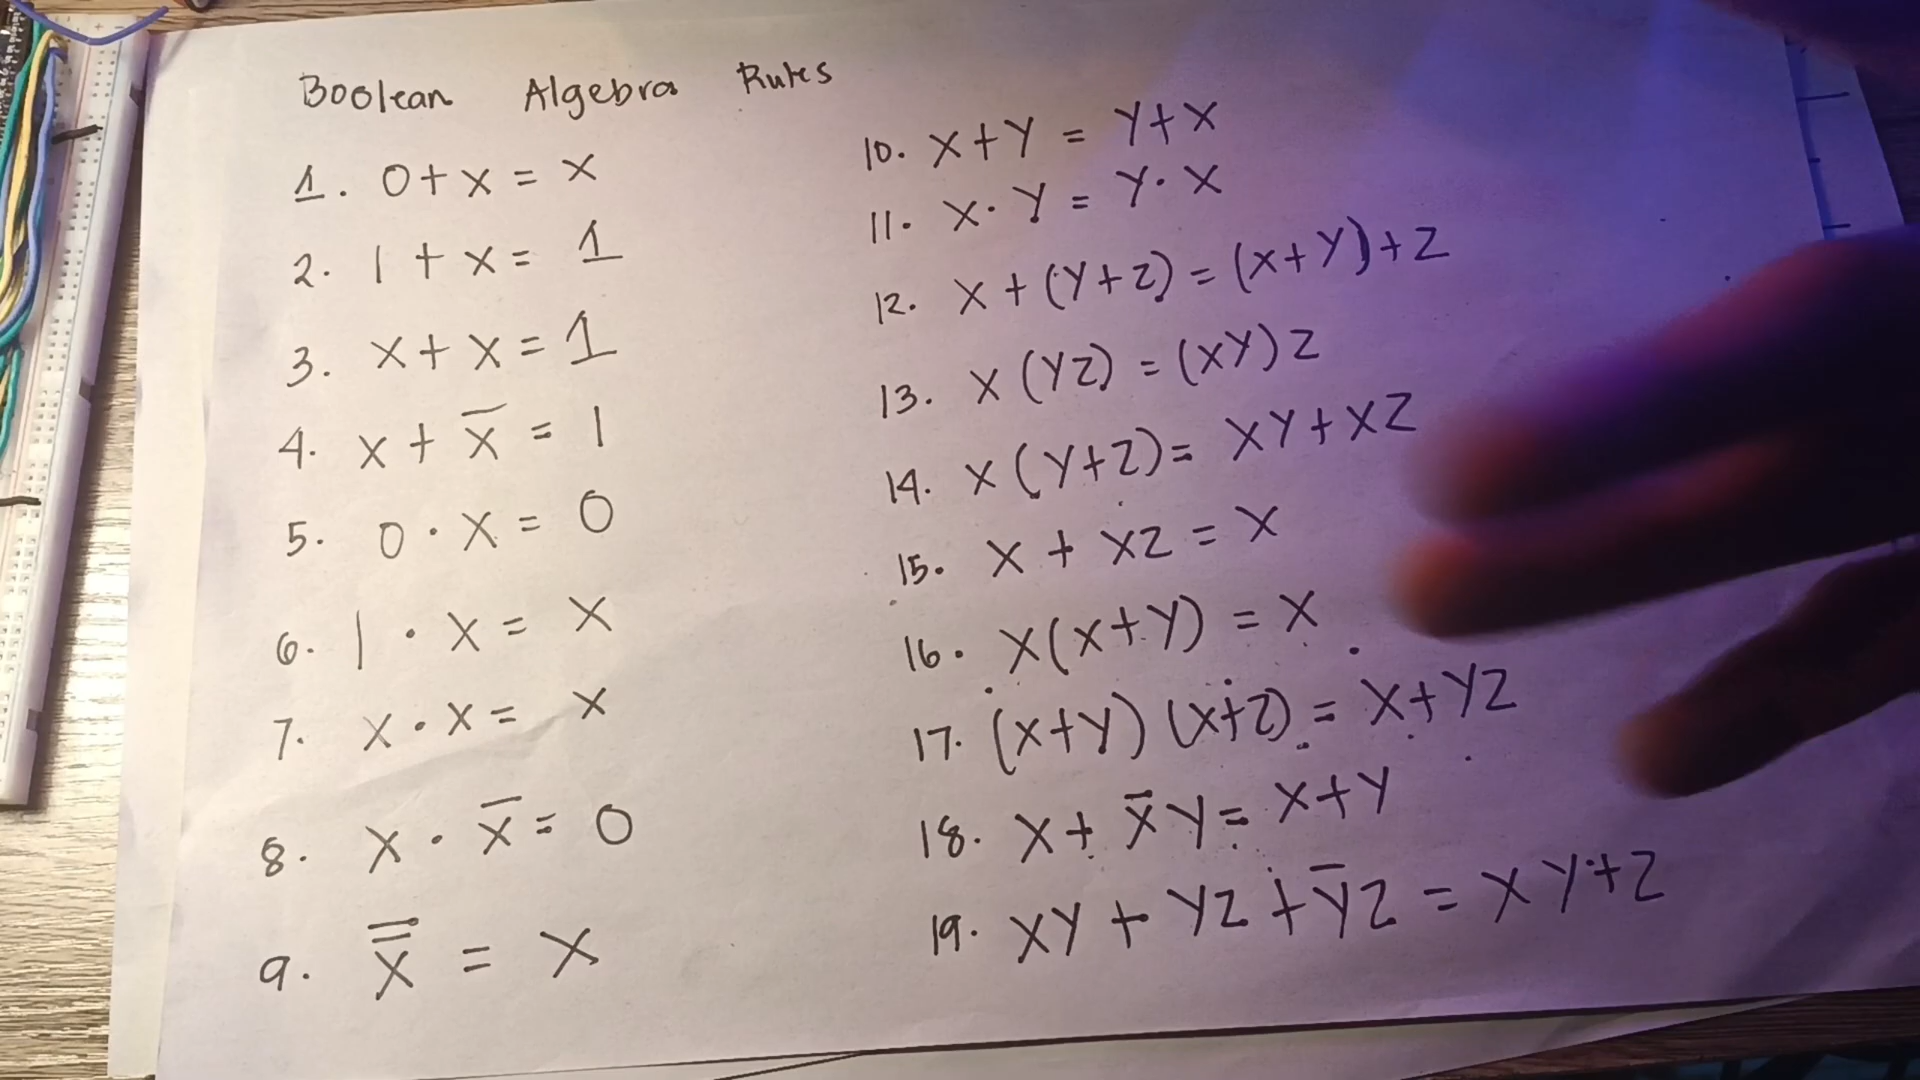 Boolean Algebra Rules
1. 0+x = x
2. 1 + x = 1
3. x + x = 1
4. x + x̅ = 1
5. 0 · x = 0
6. 1 · x = x
7. x · x = x
8. x · x̅ = 0
9. x̿ = x
10. x+y = y+x
11. x·y = y·x
12. x + (y+z) = (x+y)+z
13. x (yz) = (xy)z
14. x (y+z) = xy+xz
15. x + xz = x
16. x(x+y) = x
17. (x+y) (x+z) = x+yz
18. x + x̅y = x+y
19. xy + yz + y̅z = xy+z